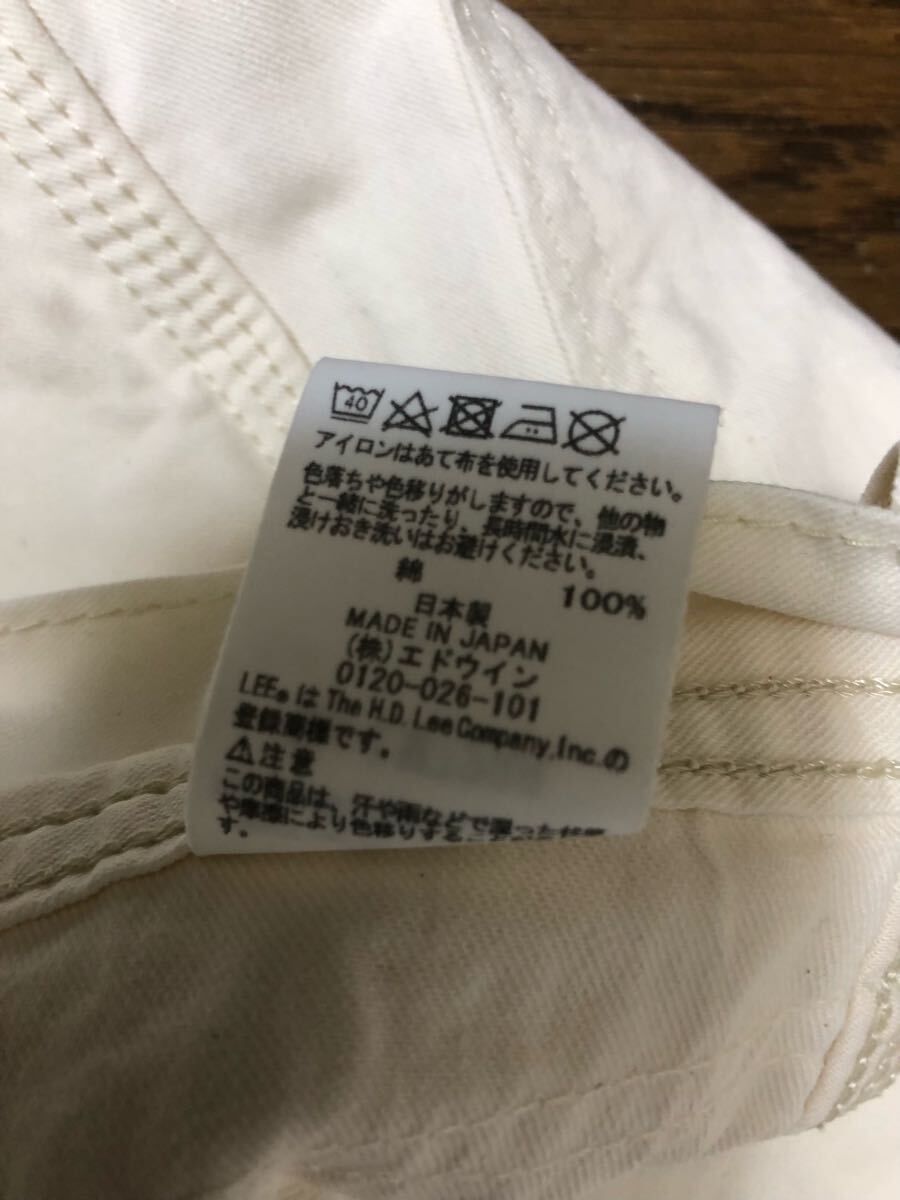 40
アイロンはあて布を使用してください。
色落ちや色移りがしますので、他の物
と一緒に洗ったり、長時間水に浸漬、
浸けおき洗いはお避けください。
綿 100%
日本製
MADE IN JAPAN
(株)エドウイン
0120-026-101
LEE®は The H.D. Lee Company, Inc.の
登録商標です。
⚠注意
この商品は、汗や雨などで湿った状態
や摩擦により色移りすることが
す。